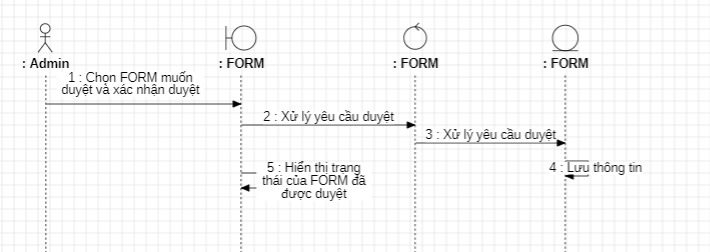 : Admin
: FORM
: FORM
: FORM
1 : Chọn FORM muốn
duyệt và xác nhận duyệt
2 : Xử lý yêu cầu duyệt
3 : Xử lý yêu cầu duyệt
4 : Lưu thông tin
5 : Hiển thị trạng
thái của FORM đã
được duyệt